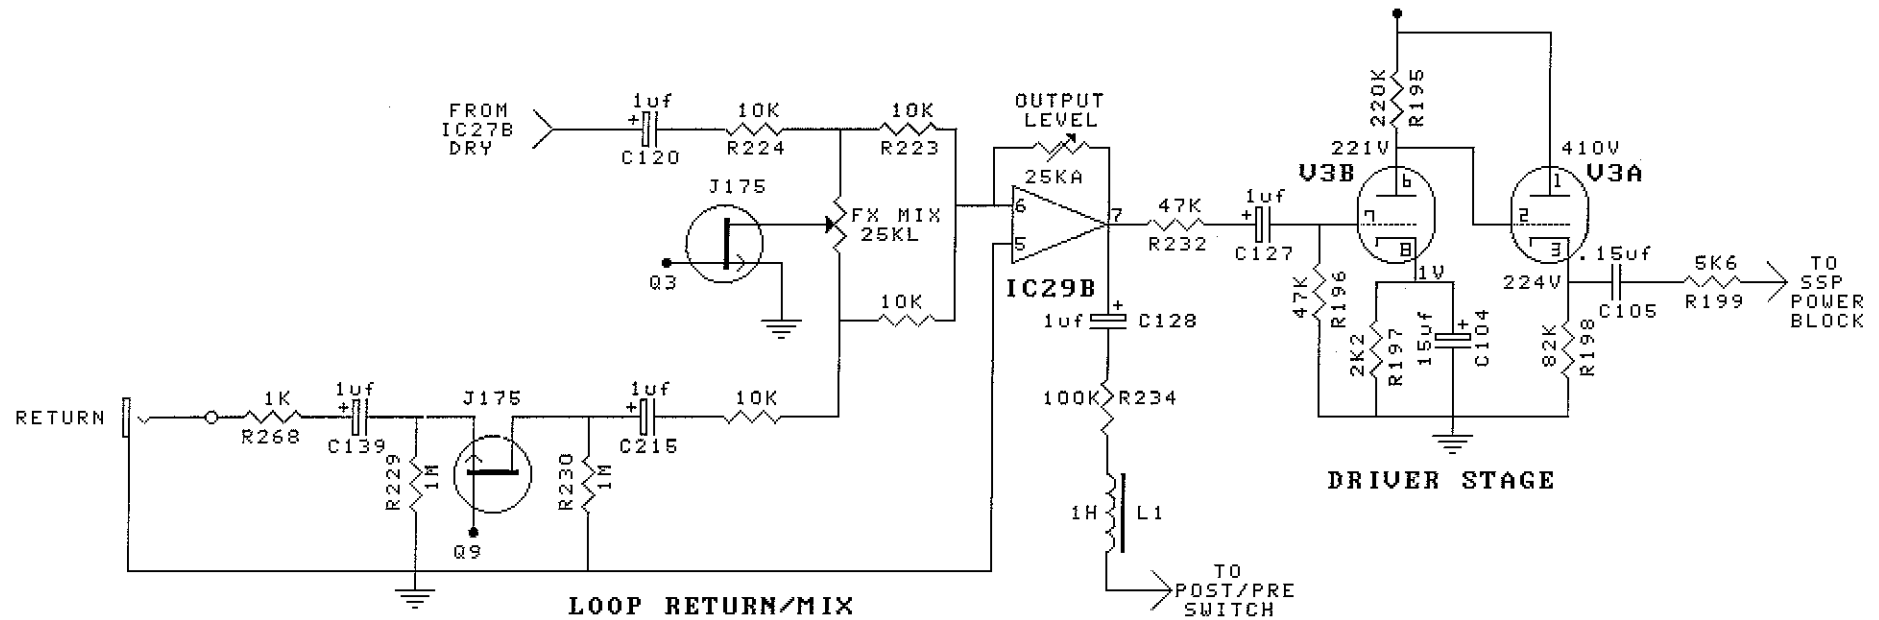 FROM
IC27B
DRY
1uf
+
C120
10K
R224
10K
R223
J175
Q3
FX MIX
25KL
10K
OUTPUT
LEVEL
25KA
6
5
7
IC29B
47K
R232
1uf
+
C127
47K
R196
220K
R195
221V
V3B
6
7
8
1V
2K2
R197
15uf
+
C104
410V
V3A
1
2
3
224V
.15uf
C105
82K
R198
5K6
R199
TO
SSP
POWER
BLOCK
DRIVER STAGE
RETURN
1K
R268
1uf
+
C139
R229
1M
J175
Q9
R230
1M
1uf
+
C215
10K
1uf
+
C128
100K
R234
1H
L1
TO
POST/PRE
SWITCH
LOOP RETURN/MIX